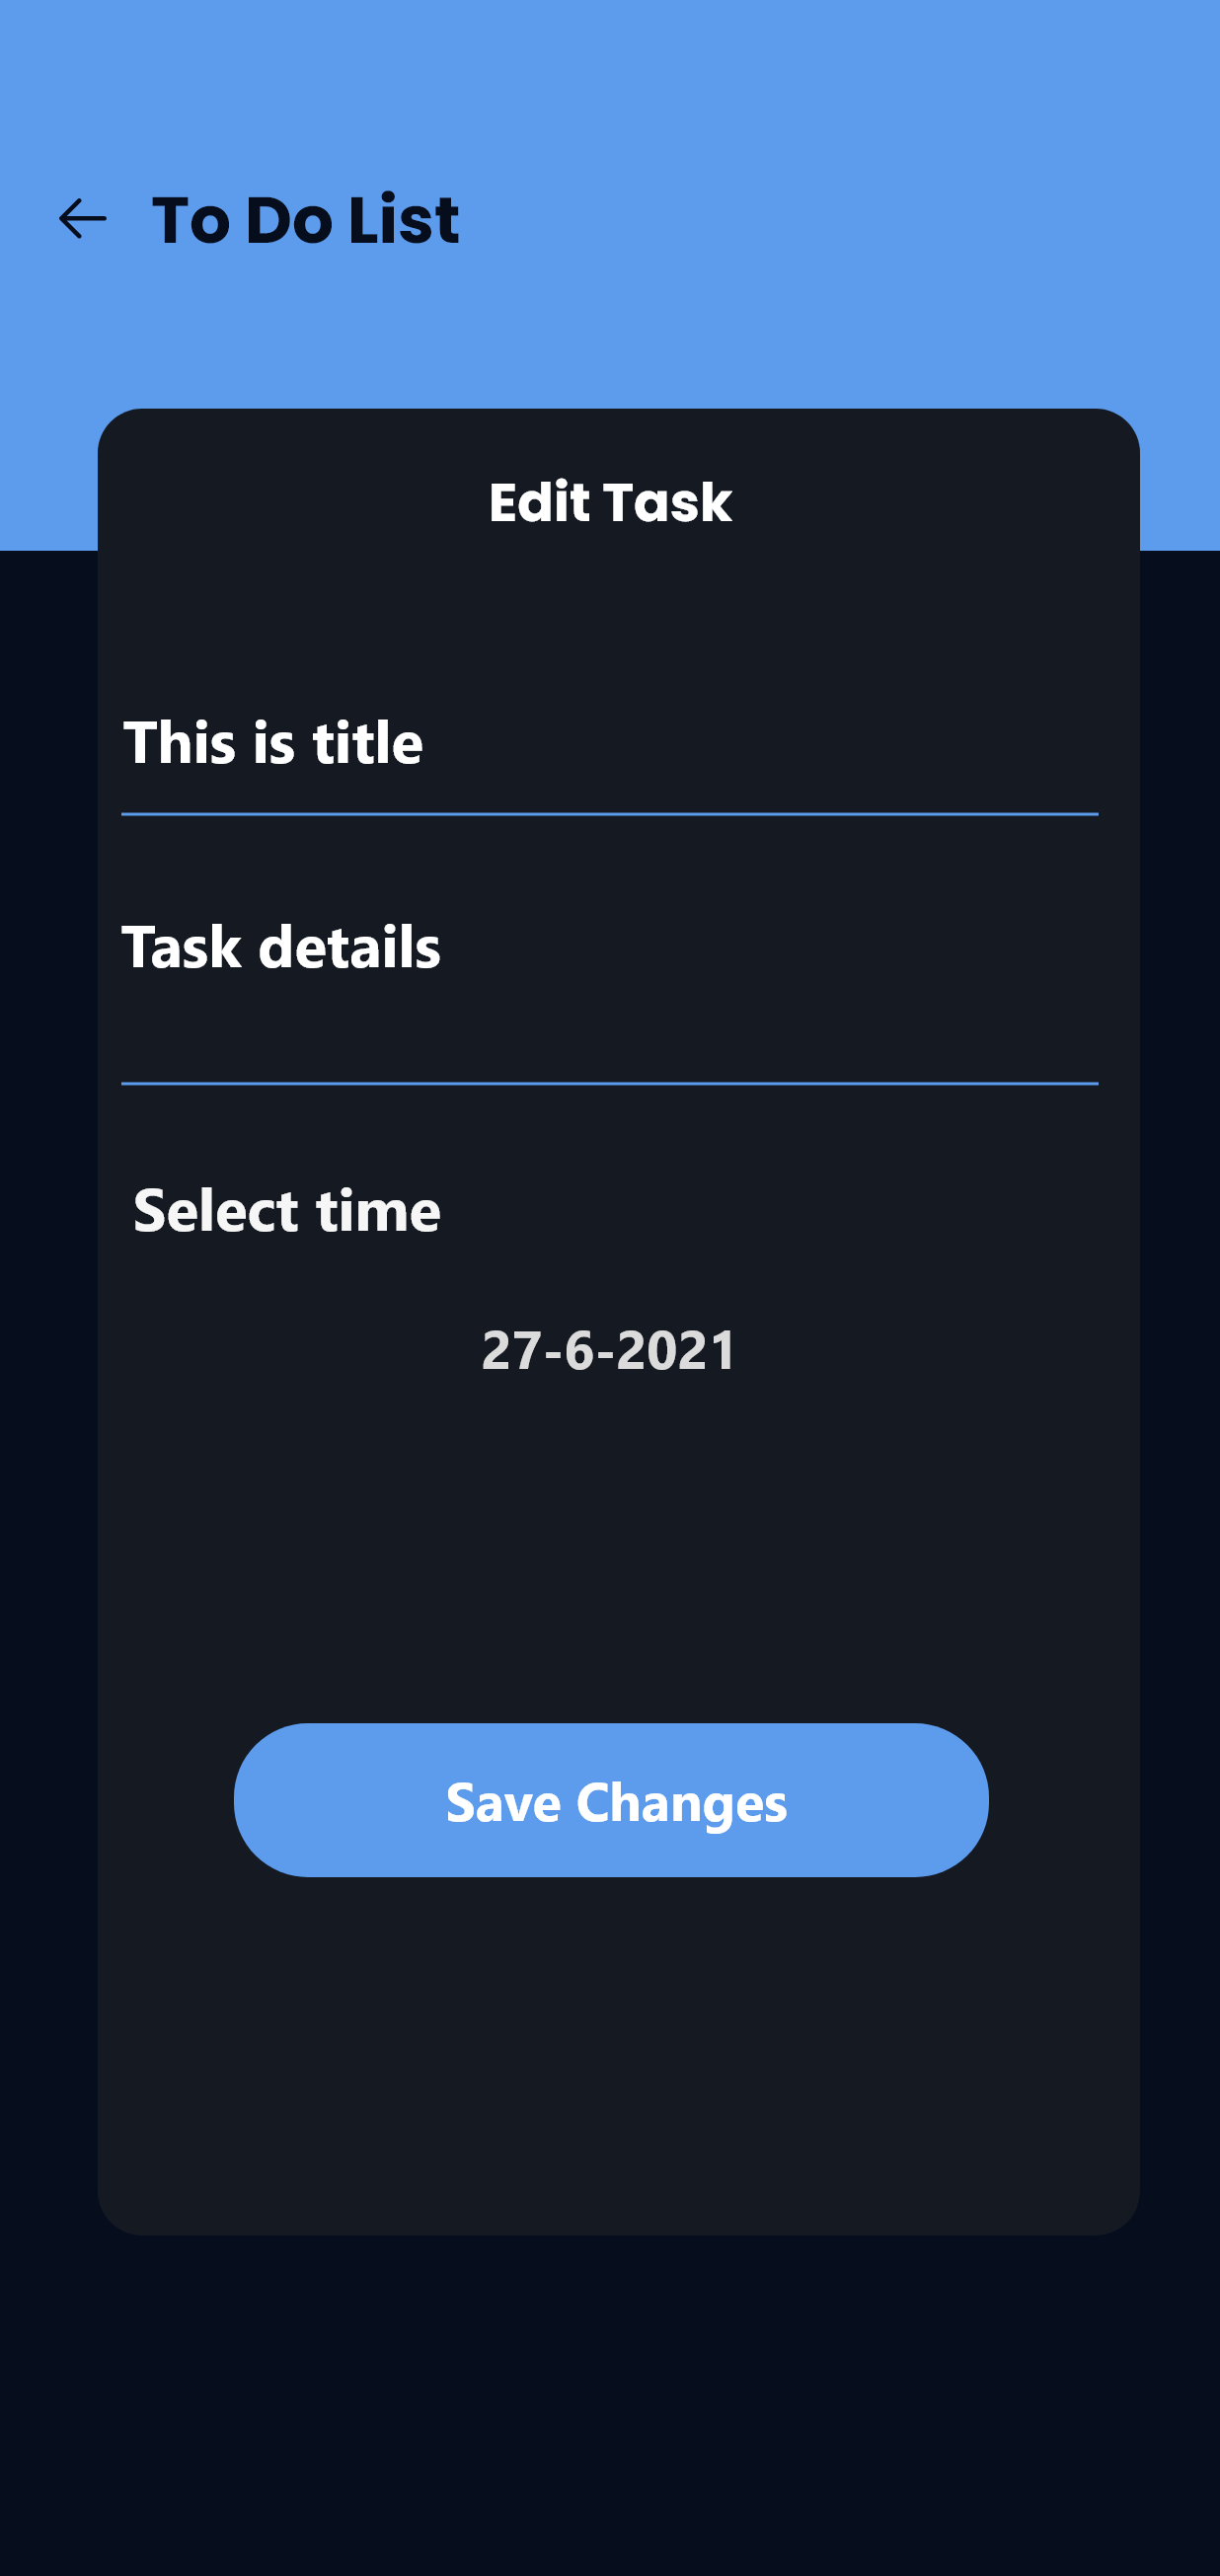 To Do List
Edit Task
This is title
Task details
Select time
27-6-2021
Save Changes